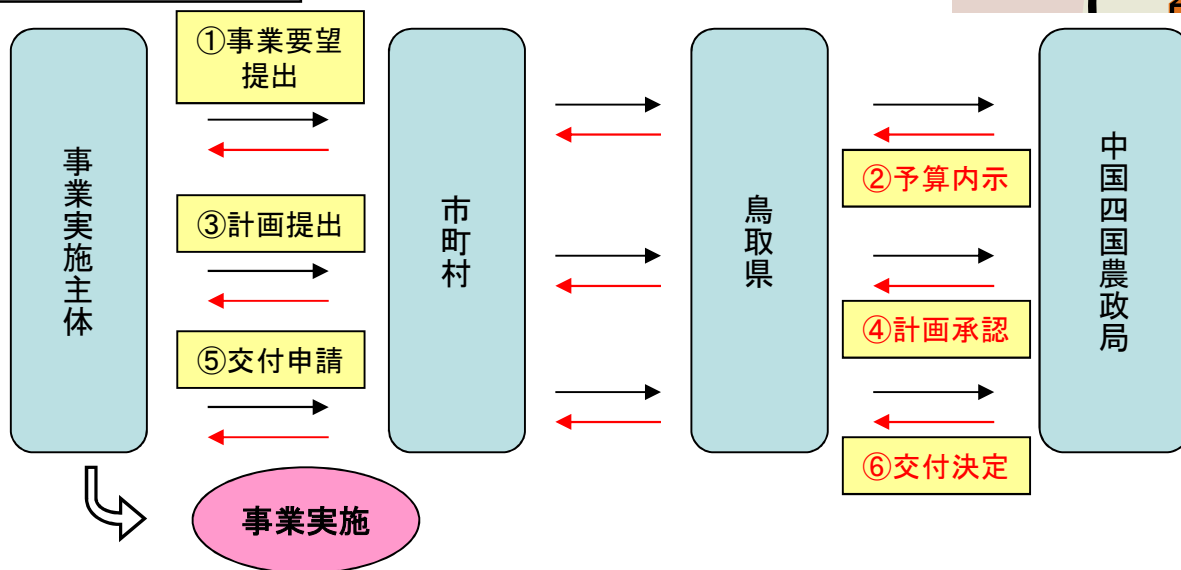 ①事業要望
提出
事業実施主体
市町村
鳥取県
中国四国農政局
②予算内示
③計画提出
④計画承認
⑤交付申請
⑥交付決定
事業実施